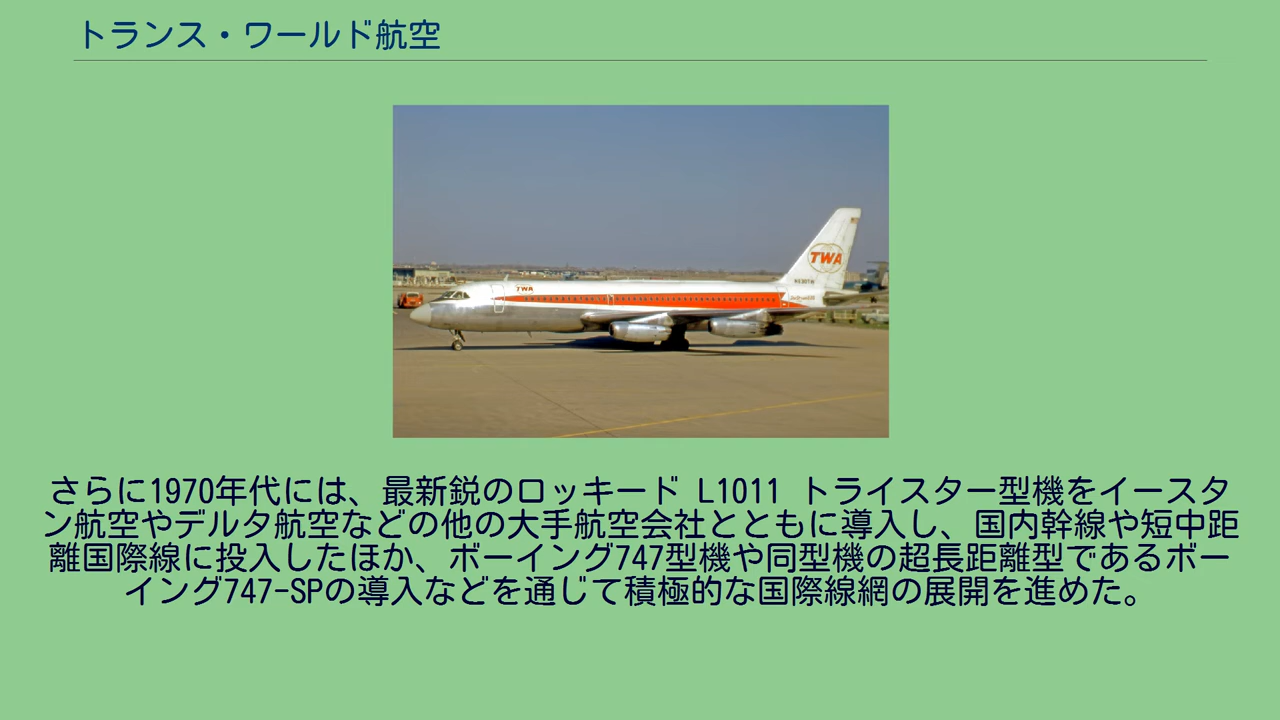 トランス・ワールド航空
TWA
TWA
さらに1970年代には、最新鋭のロッキード L1011 トライスター型機をイースタ
ン航空やデルタ航空などの他の大手航空会社とともに導入し、国内幹線や短中距
離国際線に投入したほか、ボーイング747型機や同型機の超長距離型であるボー
イング747-SPの導入などを通じて積極的な国際線網の展開を進めた。